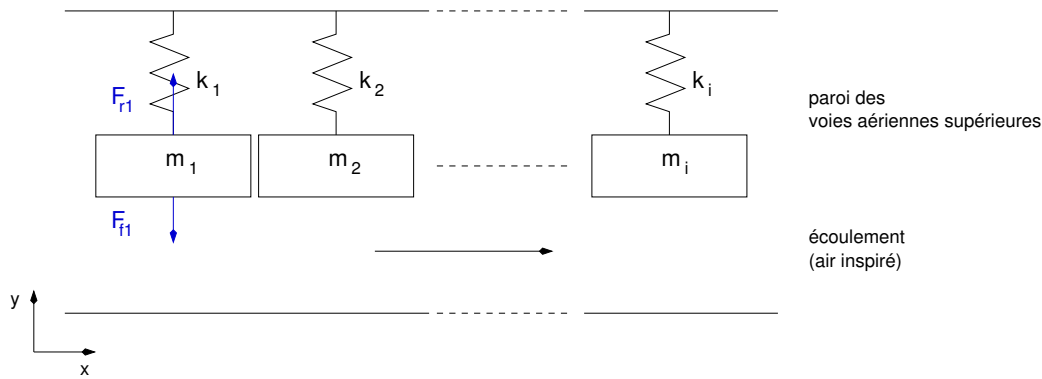 k 1
k 2
k i
F r1
m 1
m 2
m i
paroi des
voies aériennes supérieures
F f1
écoulement
(air inspiré)
y
x